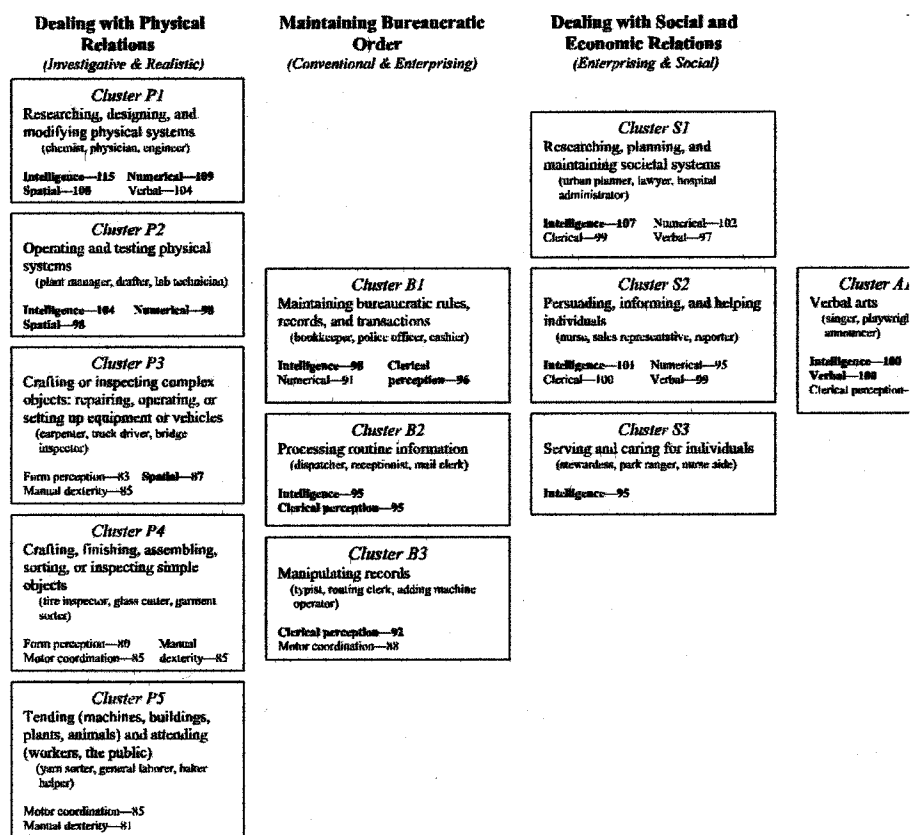 Dealing with Physical
Relations
(Investigative & Realistic)
Cluster P1
Researching, designing, and
modifying physical systems
(chemist, physician, engineer)
Intelligence—115 Numerical—109
Spatial—108 Verbal—104
Cluster P2
Operating and testing physical
systems
(plant manager, drafter, lab technician)
Intelligence—104 Numerical—98
Spatial—98
Cluster P3
Crafting or inspecting complex
objects: repairing, operating, or
setting up equipment or vehicles
(carpenter, truck driver, bridge
inspector)
Form perception—83 Spatial—87
Manual dexterity—85
Cluster P4
Crafting, finishing, assembling,
sorting, or inspecting simple
objects
(tire inspector, glass cutter, garment
sorter)
Form perception—80 Manual
Motor coordination—85 dexterity—85
Cluster P5
Tending (machines, buildings,
plants, animals) and attending
(workers, the public)
(yarn sorter, general laborer, baker
helper)
Motor coordination—85
Manual dexterity—81
Maintaining Bureaucratic
Order
(Conventional & Enterprising)
Cluster B1
Maintaining bureaucratic rules,
records, and transactions
(bookkeeper, police officer, cashier)
Intelligence—98 Clerical
Numerical—91 perception—96
Cluster B2
Processing routine information
(dispatcher, receptionist, mail clerk)
Intelligence—95
Clerical perception—95
Cluster B3
Manipulating records
(typist, routing clerk, adding machine
operator)
Clerical perception—92
Motor coordination—88
Dealing with Social and
Economic Relations
(Enterprising & Social)
Cluster S1
Researching, planning, and
maintaining societal systems
(urban planner, lawyer, hospital
administrator)
Intelligence—107 Numerical—102
Clerical—99 Verbal—97
Cluster S2
Persuading, informing, and helping
individuals
(nurse, sales representative, reporter)
Intelligence—101 Numerical—95
Clerical—100 Verbal—99
Cluster S3
Serving and caring for individuals
(stewardess, park ranger, nurse aide)
Intelligence—95
Cluster A1
Verbal arts
(singer, playwrigh
announcer)
Intelligence—100
Verbal—100
Clerical perception—